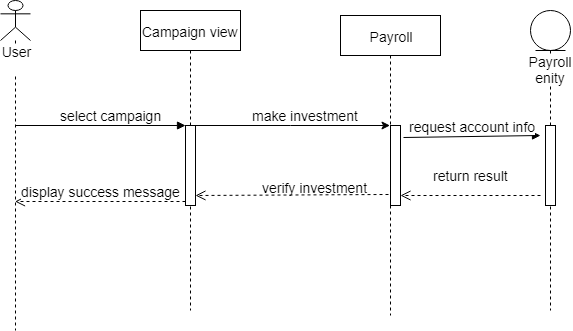 User
Campaign view
Payroll
Payroll
enity
select campaign
make investment
request account info
display success message
verify investment
return result